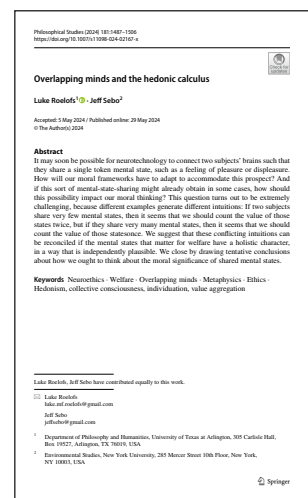 Philosophical Studies (2024) 181:1487–1506
https://doi.org/10.1007/s11098-024-02167-x
Check for
updates
Overlapping minds and the hedonic calculus
Luke Roelofs1 · Jeff Sebo2
Accepted: 5 May 2024 / Published online: 29 May 2024
© The Author(s) 2024
Abstract
It may soon be possible for neurotechnology to connect two subjects' brains such that
they share a single token mental state, such as a feeling of pleasure or displeasure.
How will our moral frameworks have to adapt to accommodate this prospect? And
if this sort of mental-state-sharing might already obtain in some cases, how should
this possibility impact our moral thinking? This question turns out to be extremely
challenging, because different examples generate different intuitions: If two subjects
share very few mental states, then it seems that we should count the value of those
states twice, but if they share very many mental states, then it seems that we should
count the value of those statesonce. We suggest that these conflicting intuitions can
be reconciled if the mental states that matter for welfare have a holistic character,
in a way that is independently plausible. We close by drawing tentative conclusions
about how we ought to think about the moral significance of shared mental states.
Keywords Neuroethics · Welfare · Overlapping minds · Metaphysics · Ethics ·
Hedonism, collective consciousness, individuation, value aggregation
Luke Roelofs, Jeff Sebo have contributed equally to this work.
Luke Roelofs
luke.mf.roelofs@gmail.com
Jeff Sebo
jeffsebo@gmail.com
1 Department of Philosophy and Humanities, University of Texas at Arlington, 305 Carlisle Hall,
Box 19527, Arlington, TX 76019, USA
2 Environmental Studies, New York University, 285 Mercer Street 10th Floor, New York,
NY 10003, USA
Springer